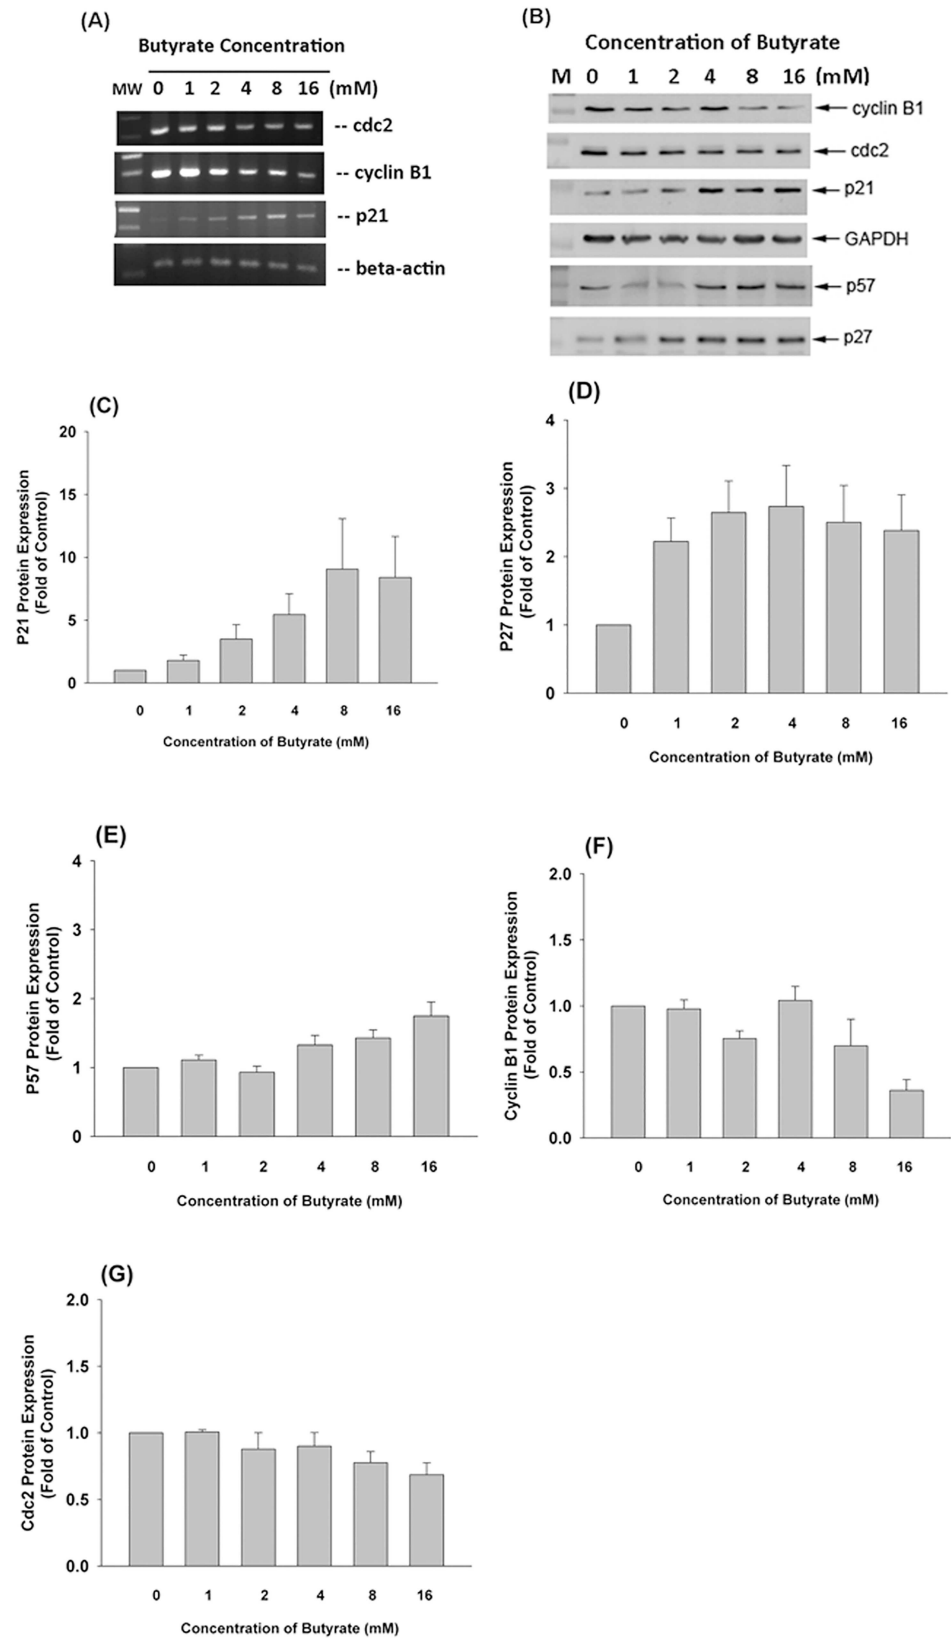 (A)
Butyrate Concentration
MW 0 1 2 4 8 16 (mM)
-- cdc2
-- cyclin B1
-- p21
-- beta-actin
(B)
Concentration of Butyrate
M 0 1 2 4 8 16 (mM)
cyclin B1
cdc2
p21
GAPDH
p57
p27
(C)
P21 Protein Expression
(Fold of Control)
20
15
10
5
0
0 1 2 4 8 16
Concentration of Butyrate (mM)
(D)
P27 Protein Expression
(Fold of Control)
4
3
2
1
0
0 1 2 4 8 16
Concentration of Butyrate (mM)
(E)
P57 Protein Expression
(Fold of Control)
4
3
2
1
0
0 1 2 4 8 16
Concentration of Butyrate (mM)
(F)
Cyclin B1 Protein Expression
(Fold of Control)
2.0
1.5
1.0
0.5
0.0
0 1 2 4 8 16
Concentration of Butyrate (mM)
(G)
Cdc2 Protein Expression
(Fold of Control)
2.0
1.5
1.0
0.5
0.0
0 1 2 4 8 16
Concentration of Butyrate (mM)